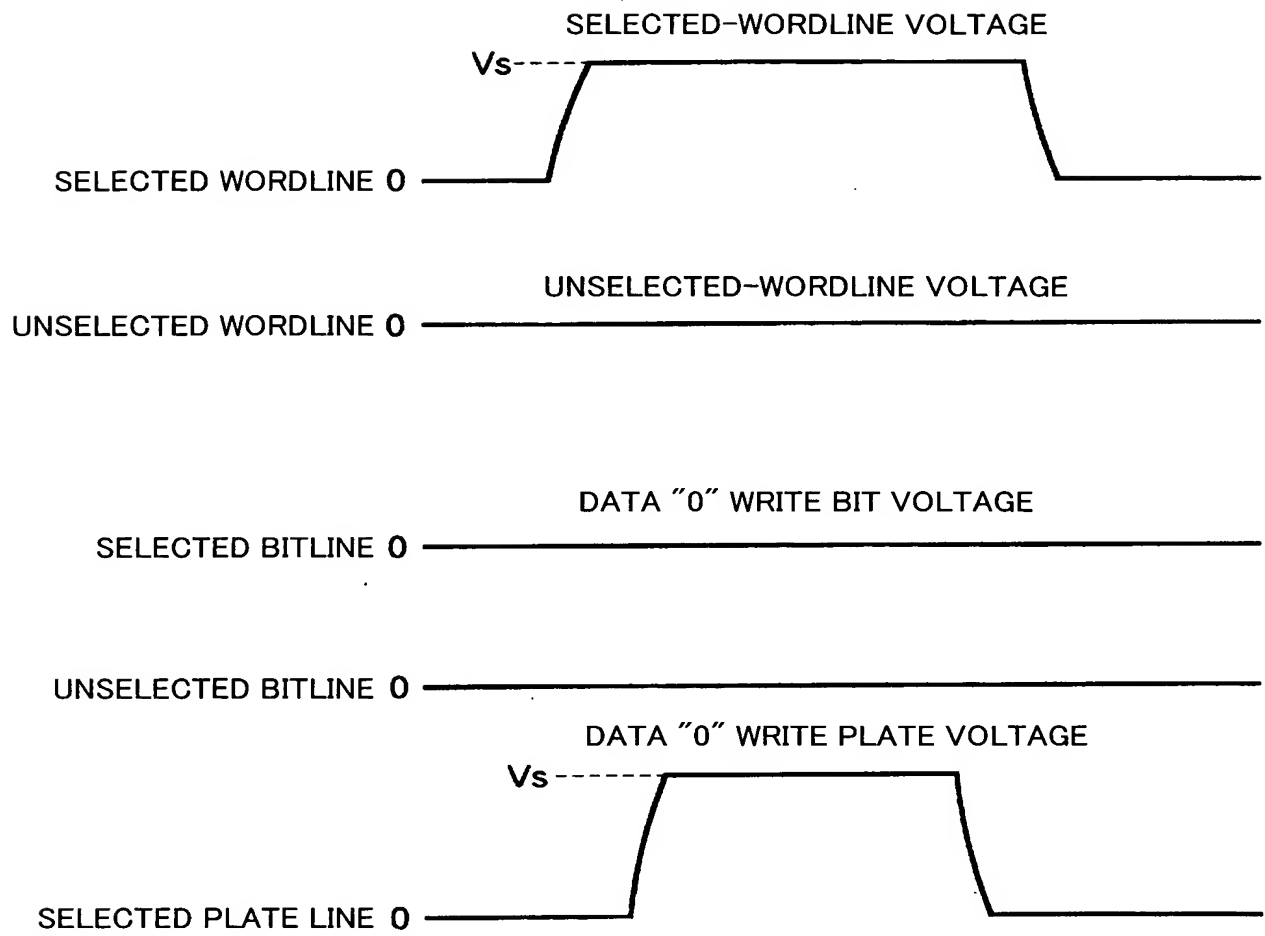 SELECTED-WORDLINE VOLTAGE
Vs
SELECTED WORDLINE 0
UNSELECTED-WORDLINE VOLTAGE
UNSELECTED WORDLINE 0
DATA ″0″ WRITE BIT VOLTAGE
SELECTED BITLINE 0
UNSELECTED BITLINE 0
DATA ″0″ WRITE PLATE VOLTAGE
Vs
SELECTED PLATE LINE 0